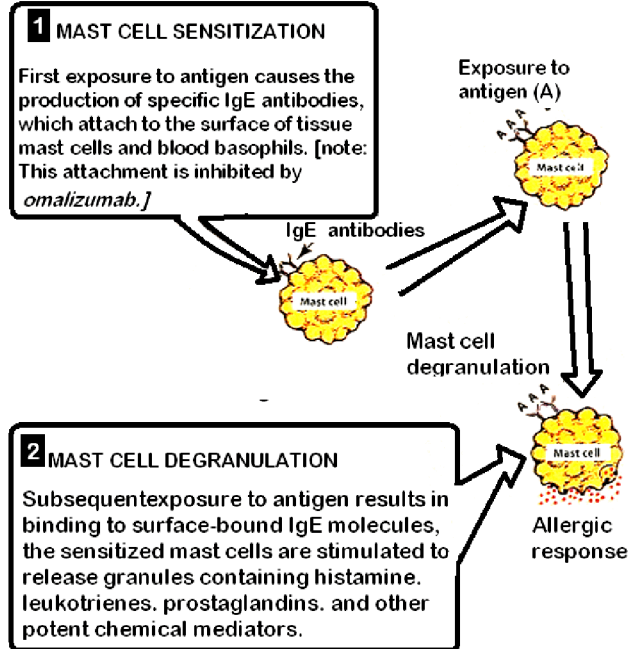 1 MAST CELL SENSITIZATION
First exposure to antigen causes the
production of specific IgE antibodies,
which attach to the surface of tissue
mast cells and blood basophils. [note:
This attachment is inhibited by
omalizumab.]
Exposure to
antigen (A)
A A A
Mast cell
IgE antibodies
Mast cell
Mast cell
degranulation
A A A
Mast cell
Allergic
response
2 MAST CELL DEGRANULATION
Subsequentexposure to antigen results in
binding to surface-bound IgE molecules,
the sensitized mast cells are stimulated to
release granules containing histamine.
leukotrienes. prostaglandins. and other
potent chemical mediators.